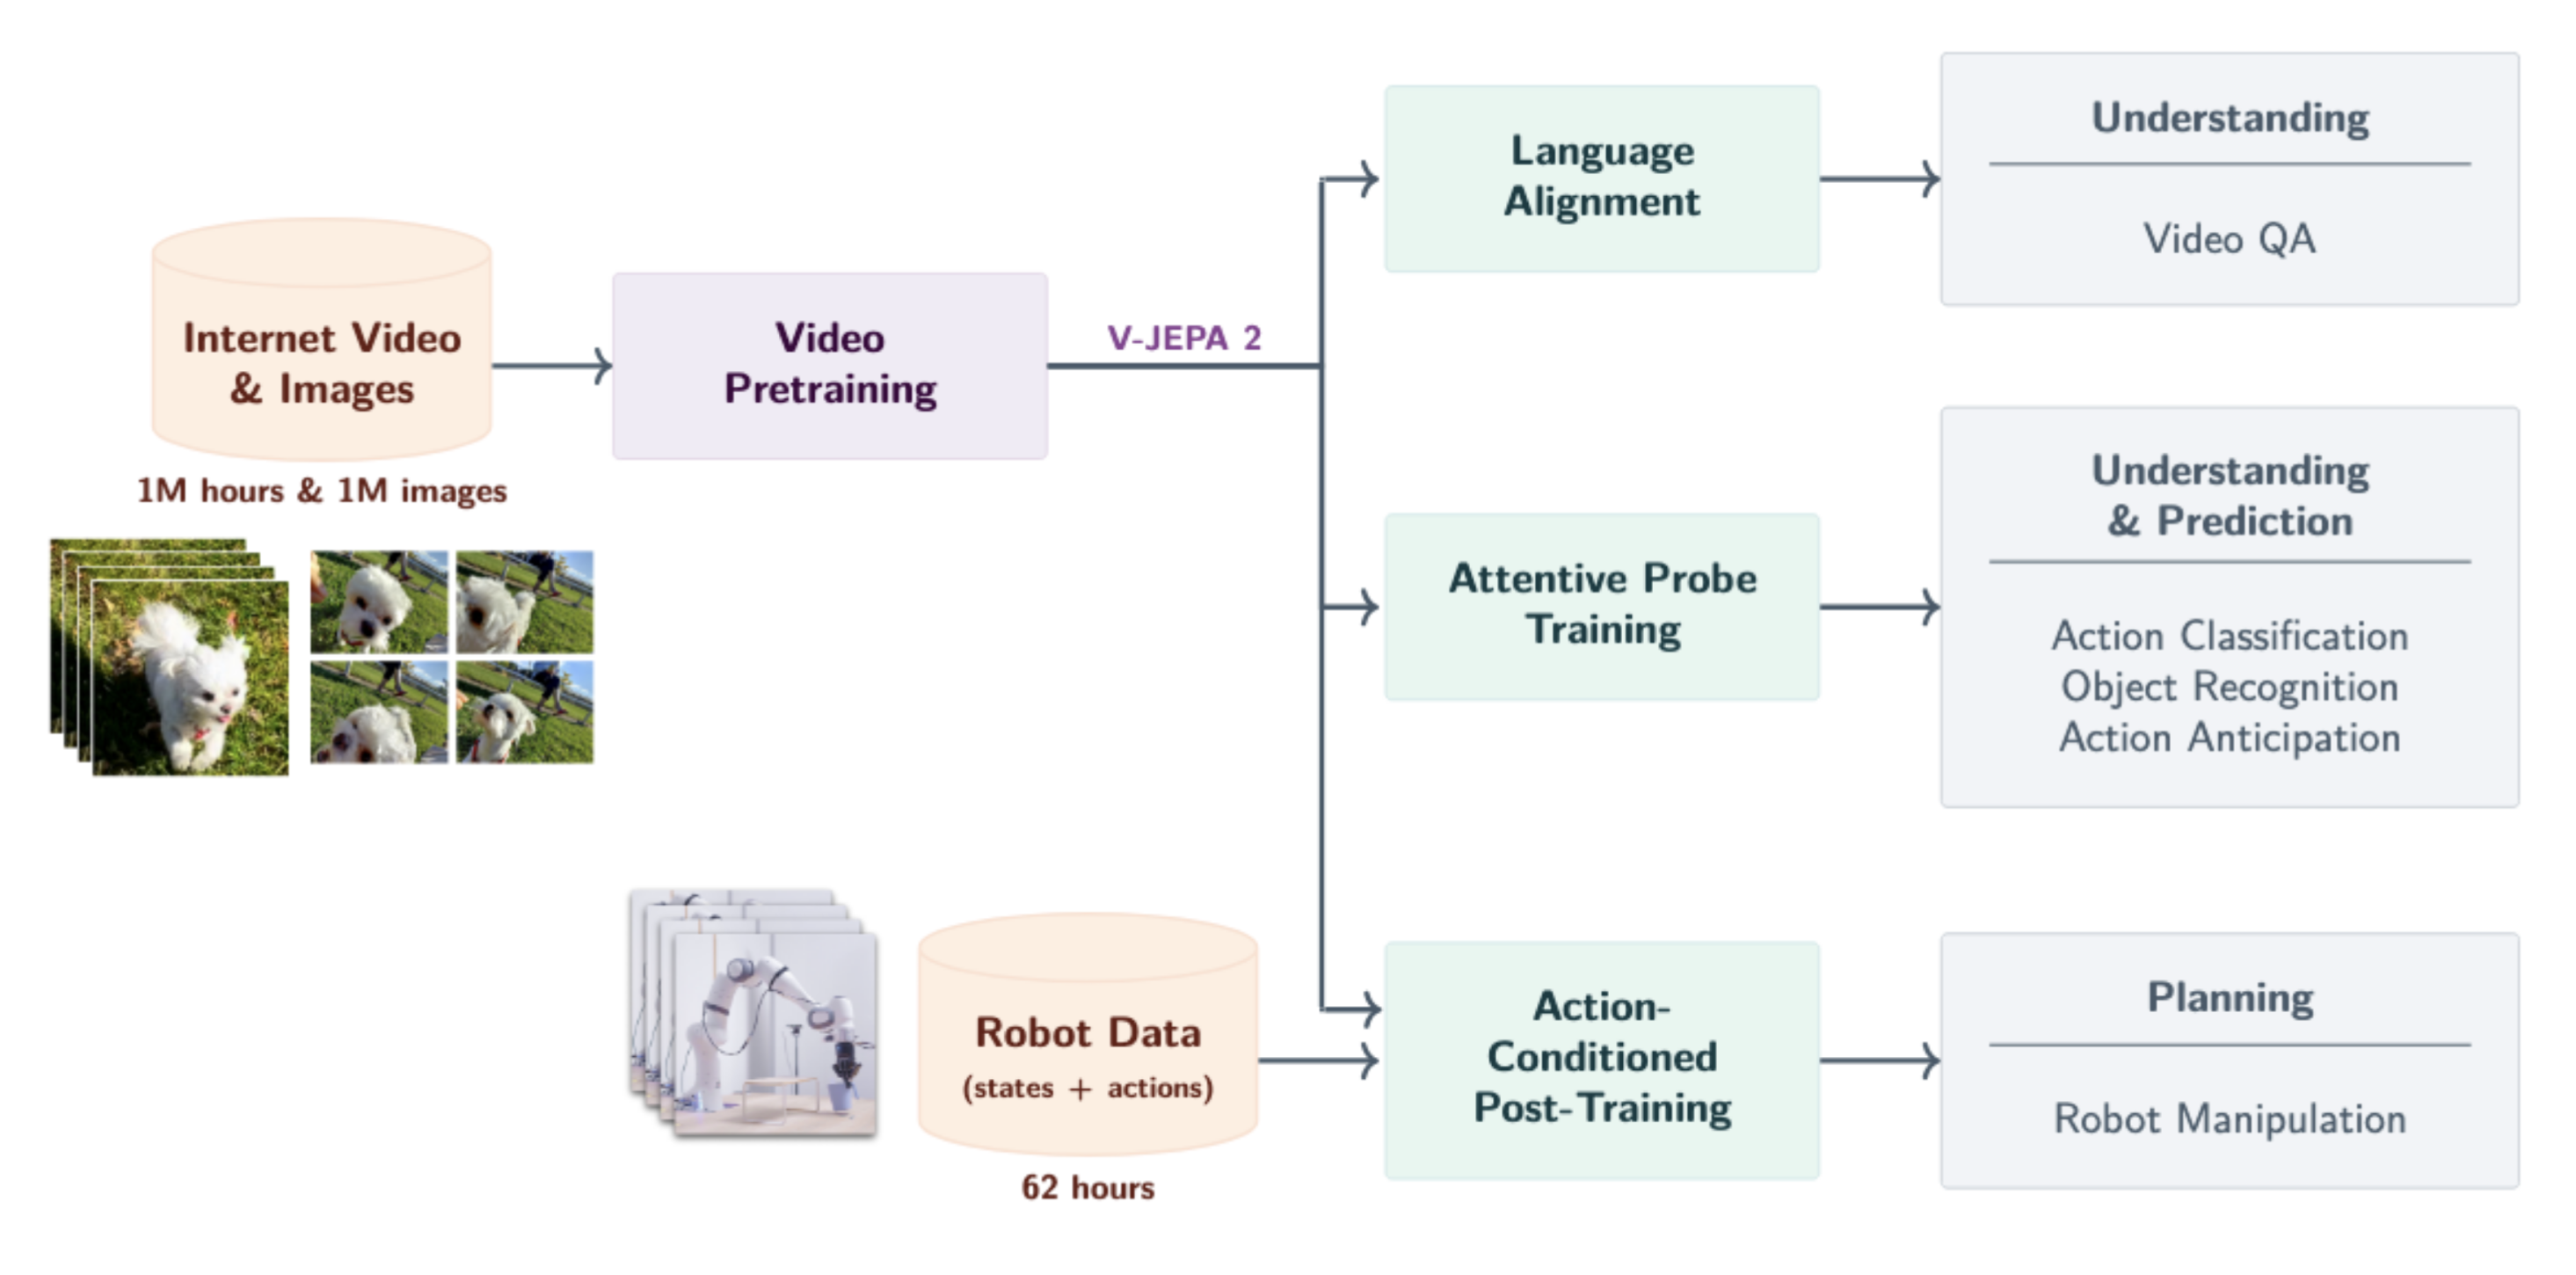 Internet Video
& Images
1M hours & 1M images
Video
Pretraining
V-JEPA 2
Language
Alignment
Understanding
Video QA
Attentive Probe
Training
Understanding
& Prediction
Action Classification
Object Recognition
Action Anticipation
Robot Data
(states + actions)
62 hours
Action-
Conditioned
Post-Training
Planning
Robot Manipulation